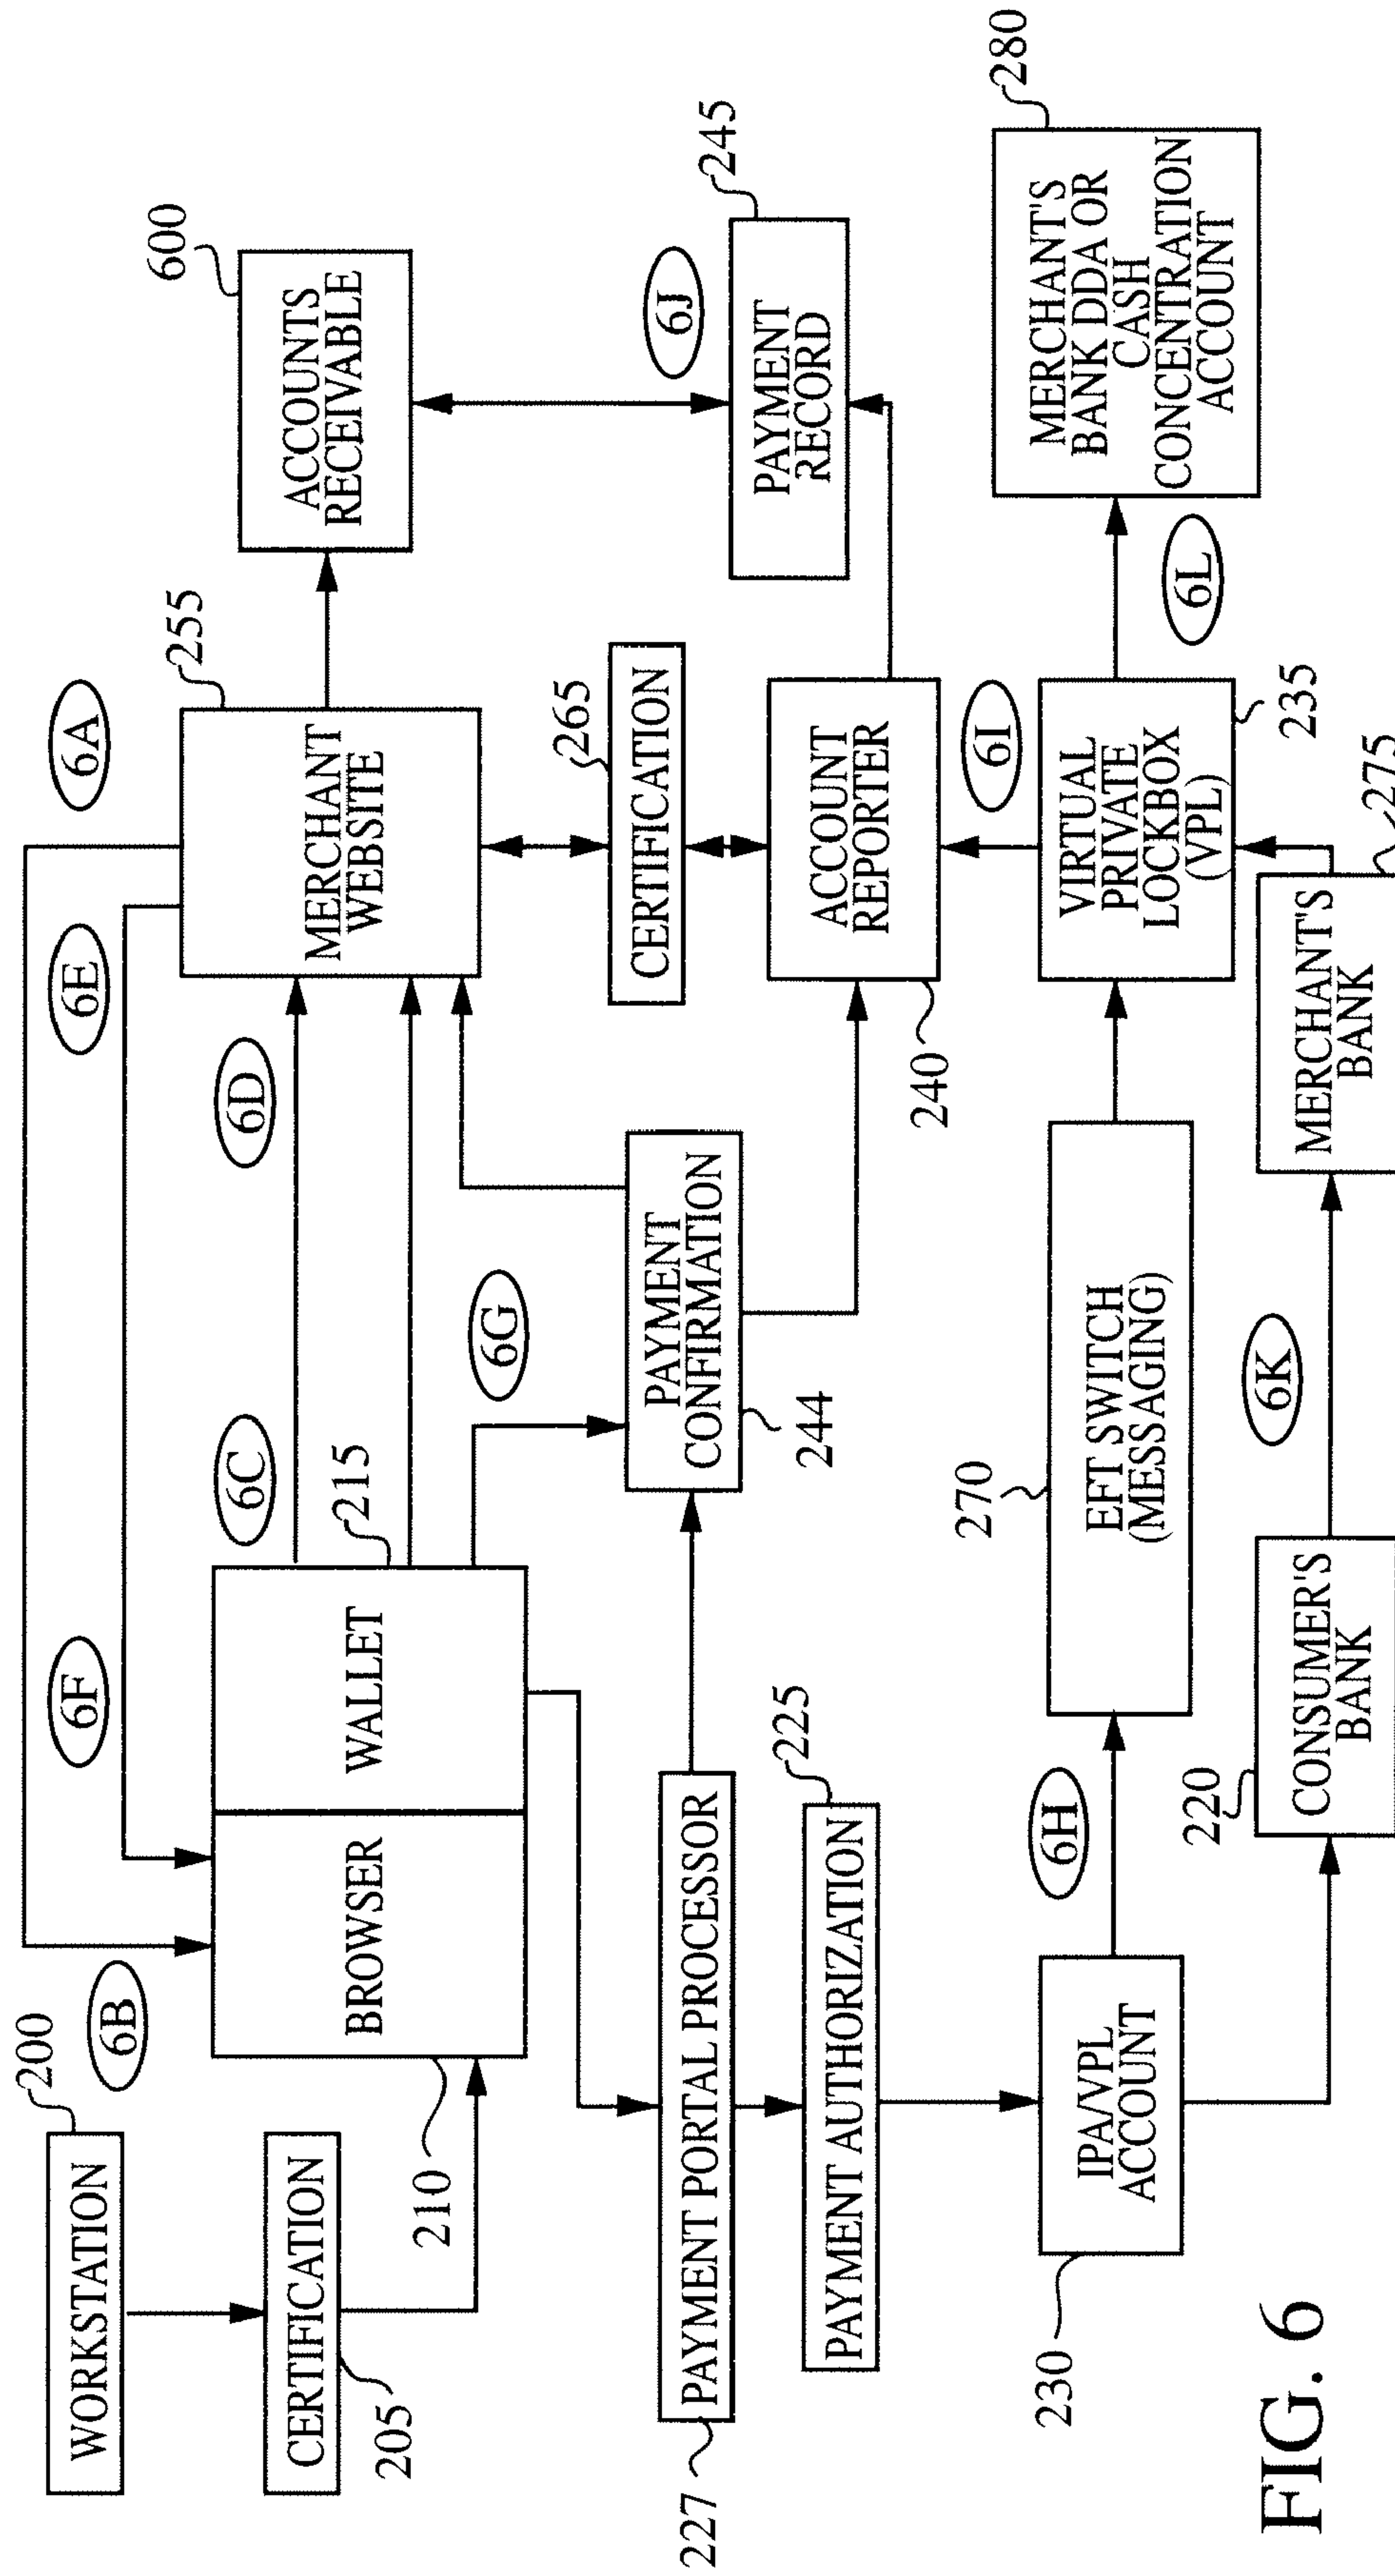 WORKSTATION
200
6B
6F
6E
6A
CERTIFICATION
205
BROWSER
210
WALLET
215
6C
6D
MERCHANT
WEBSITE
255
ACCOUNTS
RECEIVABLE
600
6G
PAYMENT PORTAL PROCESSOR
227
PAYMENT
CONFIRMATION
244
CERTIFICATION
265
6J
PAYMENT
RECORD
245
PAYMENT AUTHORIZATION
225
ACCOUNT
REPORTER
240
6I
IPA/VPL
ACCOUNT
230
6H
EFT SWITCH
(MESSAGING)
270
VIRTUAL
PRIVATE
LOCKBOX
(VPL)
235
6L
MERCHANT'S
BANK DDA OR
CASH
CONCENTRATION
ACCOUNT
280
CONSUMER'S
BANK
220
6K
MERCHANT'S
BANK
275
FIG. 6